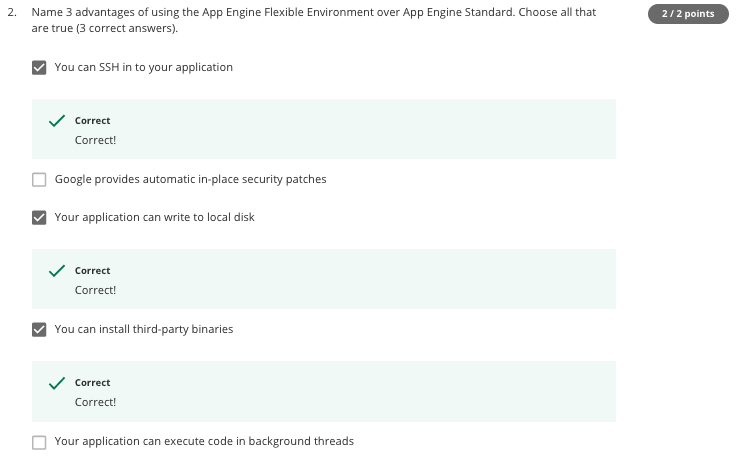 2. Name 3 advantages of using the App Engine Flexible Environment over App Engine Standard. Choose all that
are true (3 correct answers).
2 / 2 points
You can SSH in to your application
Correct
Correct!
Google provides automatic in-place security patches
Your application can write to local disk
Correct
Correct!
You can install third-party binaries
Correct
Correct!
Your application can execute code in background threads